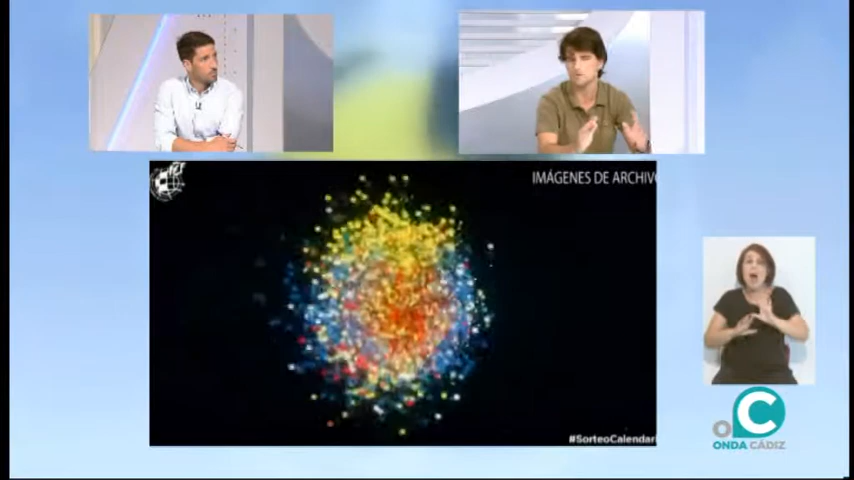 IMÁGENES DE ARCHIVO
#SorteoCalendari
C
ONDA CÁDIZ